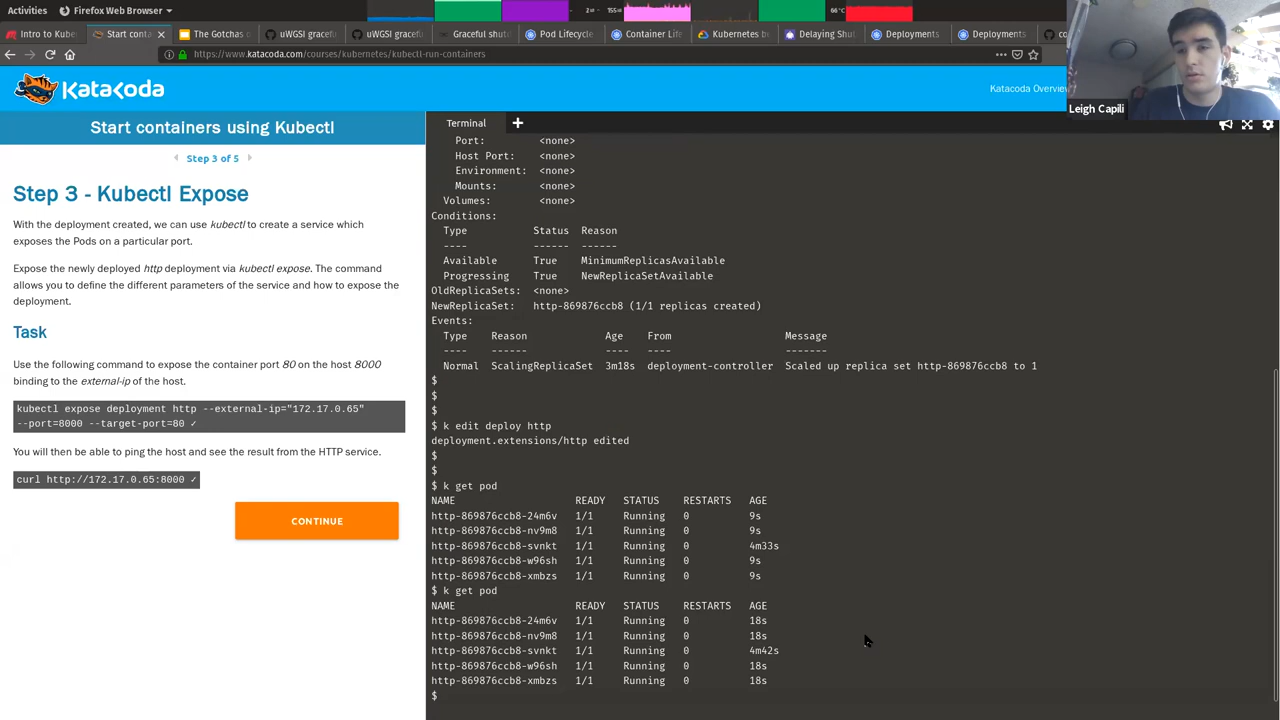 Activities
Firefox Web Browser
66°C
Intro to Kube
Start conta
The Gotchas o
uWSGI graceful
uWSGI graceful
Graceful shutd
Pod Lifecycle
Container Life
Kubernetes be
Delaying Shut
Deployments
Deployments
https://www.katacoda.com/courses/kubernetes/kubectl-run-containers
KataKoda
Katacoda Overview
Leigh Capili
Start containers using Kubectl
Terminal
Step 3 of 5
Step 3 - Kubectl Expose
With the deployment created, we can use kubectl to create a service which
exposes the Pods on a particular port.
Expose the newly deployed http deployment via kubectl expose. The command
allows you to define the different parameters of the service and how to expose the
deployment.
Task
Use the following command to expose the container port 80 on the host 8000
binding to the external-ip of the host.
kubectl expose deployment http --external-ip="172.17.0.65"
--port=8000 --target-port=80 ✓
You will then be able to ping the host and see the result from the HTTP service.
curl http://172.17.0.65:8000 ✓
CONTINUE
Port: <none>
Host Port: <none>
Environment: <none>
Mounts: <none>
Volumes: <none>
Conditions:
Type Status Reason
---- ------ ------
Available True MinimumReplicasAvailable
Progressing True NewReplicaSetAvailable
OldReplicaSets: <none>
NewReplicaSet: http-869876ccb8 (1/1 replicas created)
Events:
Type Reason Age From Message
---- ------ ---- ---- -------
Normal ScalingReplicaSet 3m18s deployment-controller Scaled up replica set http-869876ccb8 to 1
$
$
$
$ k edit deploy http
deployment.extensions/http edited
$
$
$ k get pod
NAME READY STATUS RESTARTS AGE
http-869876ccb8-24m6v 1/1 Running 0 9s
http-869876ccb8-nv9m8 1/1 Running 0 9s
http-869876ccb8-svnkt 1/1 Running 0 4m33s
http-869876ccb8-w96sh 1/1 Running 0 9s
http-869876ccb8-xmbzs 1/1 Running 0 9s
$ k get pod
NAME READY STATUS RESTARTS AGE
http-869876ccb8-24m6v 1/1 Running 0 18s
http-869876ccb8-nv9m8 1/1 Running 0 18s
http-869876ccb8-svnkt 1/1 Running 0 4m42s
http-869876ccb8-w96sh 1/1 Running 0 18s
http-869876ccb8-xmbzs 1/1 Running 0 18s
$